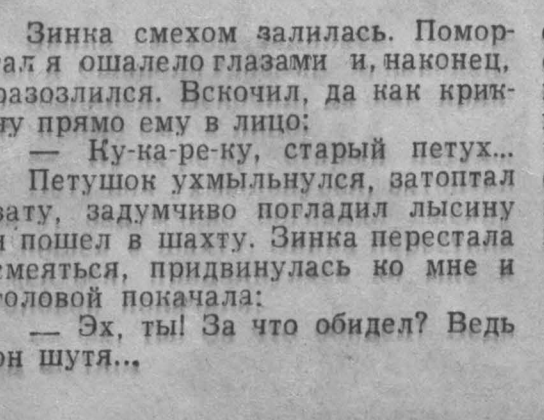 Зинка смехом залилась. Помор-
ал я ошалело глазами и, наконец,
разозлился. Вскочил, да как крик-
ну прямо ему в лицо:
— Ку-ка-ре-ку, старый петух...
Петушок ухмыльнулся, затоптал
вату, задумчиво погладил лысину
и пошел в шахту. Зинка перестала
смеяться, придвинулась ко мне и
головой покачала:
— Эх, ты! За что обидел? Ведь
он шутя...